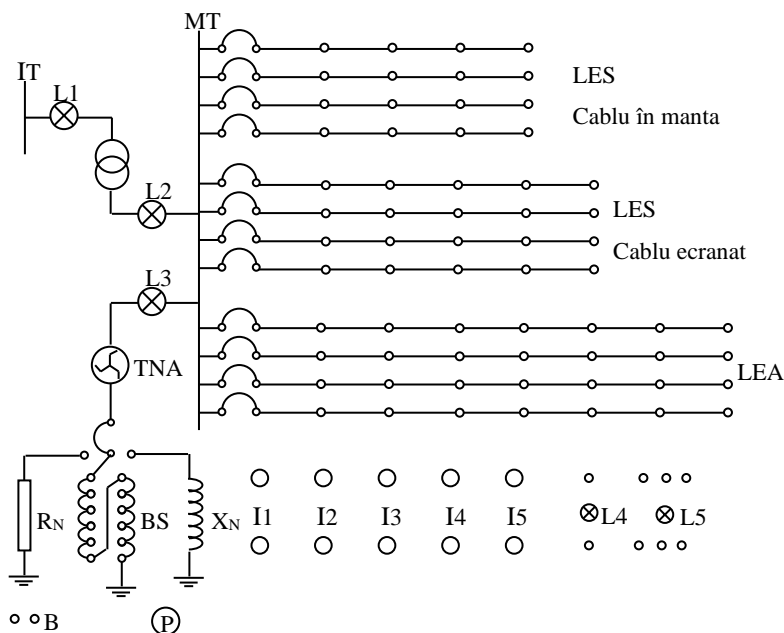 MT
IT
L1
LES
Cablu în manta
L2
LES
Cablu ecranat
L3
TNA
LEA
RN
BS
XN
I1
I2
I3
I4
I5
L4
L5
B
P